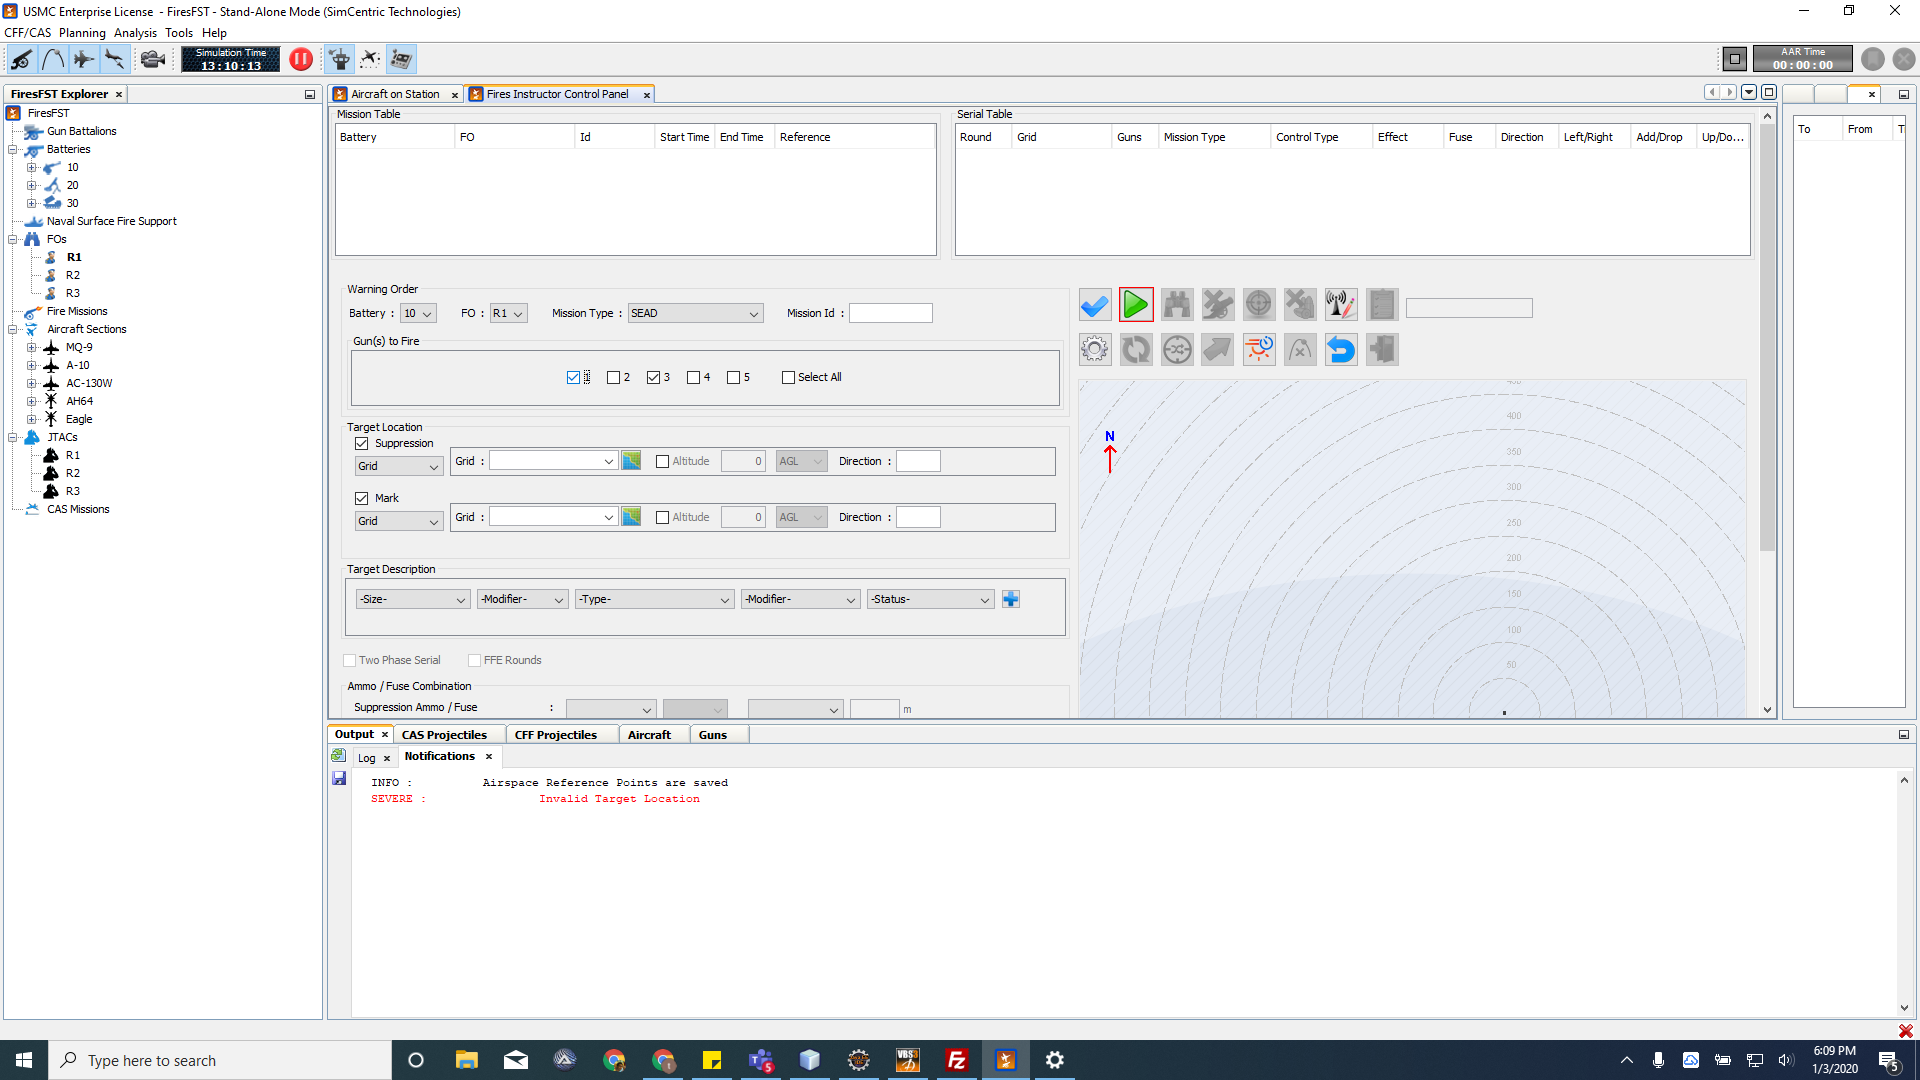 USMC Enterprise License - FiresFST - Stand-Alone Mode (SimCentric Technologies)
CFF/CAS Planning Analysis Tools Help
Simulation Time
13:10:13
AAR Time
00:00:00
FiresFST Explorer
FiresFST
Gun Battalions
Batteries
10
20
30
Naval Surface Fire Support
FOs
R1
R2
R3
Fire Missions
Aircraft Sections
MQ-9
A-10
AC-130W
AH64
Eagle
JTACs
R1
R2
R3
CAS Missions
Aircraft on Station
Fires Instructor Control Panel
Mission Table
Battery FO Id Start Time End Time Reference
Serial Table
Round Grid Guns Mission Type Control Type Effect Fuse Direction Left/Right Add/Drop Up/Do...
To From
Warning Order
Battery : 10 FO : R1 Mission Type : SEAD Mission Id :
Gun(s) to Fire
1 2 3 4 5 Select All
Target Location
Suppression
Grid Grid : Altitude 0 AGL Direction :
Mark
Grid Grid : Altitude 0 AGL Direction :
Target Description
-Size- -Modifier- -Type- -Modifier- -Status-
Two Phase Serial FFE Rounds
Ammo / Fuse Combination
Suppression Ammo / Fuse : m
N
400
350
300
250
200
150
100
50
Output CAS Projectiles CFF Projectiles Aircraft Guns
Log Notifications
INFO : Airspace Reference Points are saved
SEVERE : Invalid Target Location
Type here to search
T 5
VBS3
FZ
6:09 PM
1/3/2020
5